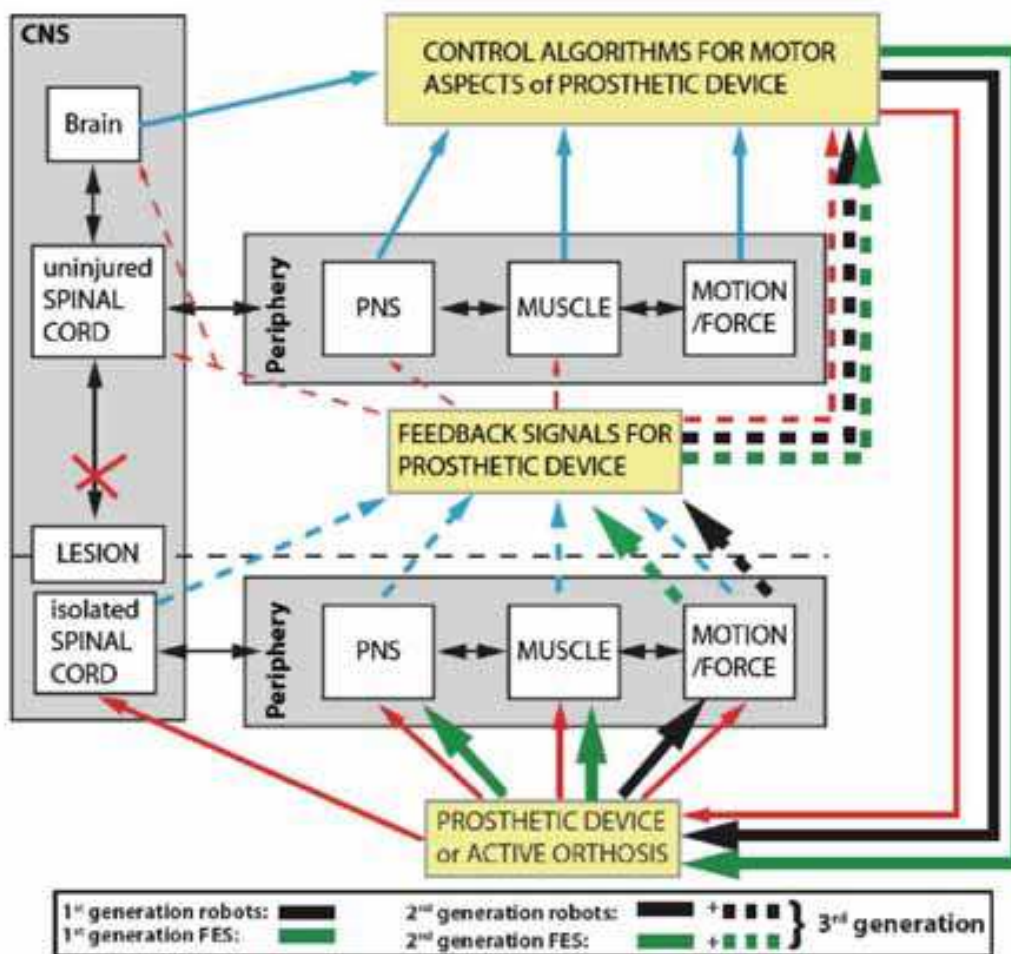 CNS
CONTROL ALGORITHMS FOR MOTOR
ASPECTS of PROSTHETIC DEVICE
Brain
uninjured
SPINAL
CORD
Periphery
PNS
MUSCLE
MOTION
/FORCE
FEEDBACK SIGNALS FOR
PROSTHETIC DEVICE
LESION
isolated
SPINAL
CORD
Periphery
PNS
MUSCLE
MOTION
/FORCE
PROSTHETIC DEVICE
or ACTIVE ORTHOSIS
1st generation robots:
1st generation FES:
2nd generation robots: +
2nd generation FES: +
} 3rd generation